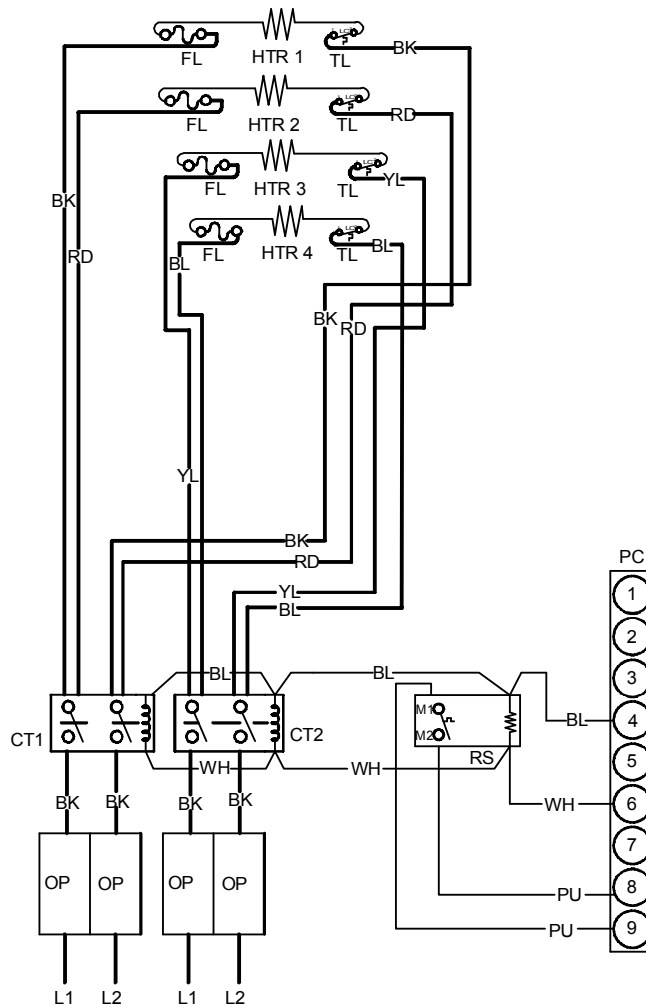 HTR 1
FL
TL
BK
HTR 2
FL
TL
RD
HTR 3
FL
TL
YL
BK
HTR 4
FL
TL
BL
RD
BL
BK
RD
YL
BK
RD
YL
BL
PC
1
2
3
4
5
6
7
8
9
BL
BL
BL
M1
M2
RS
CT1
CT2
WH
WH
WH
BK
BK
BK
BK
OP
OP
OP
OP
PU
PU
L1
L2
L1
L2